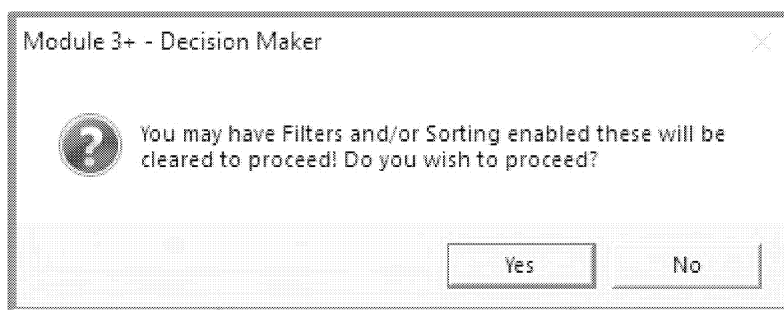 Module 3+ - Decision Maker
You may have Filters and/or Sorting enabled these will be
cleared to proceed! Do you wish to proceed?
Yes No